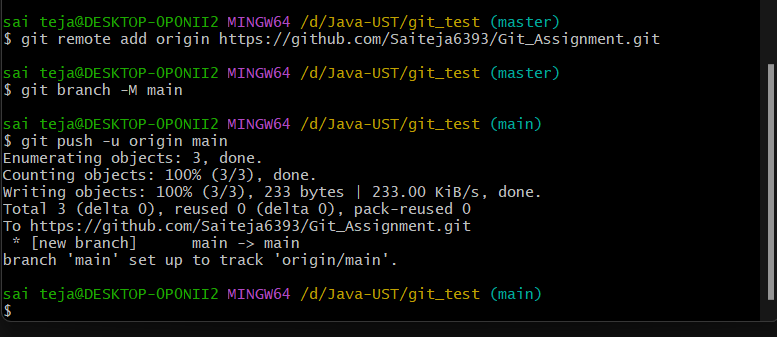 sai teja@DESKTOP-OPONII2 MINGW64 /d/Java-UST/git_test (master)
$ git remote add origin https://github.com/Saiteja6393/Git_Assignment.git
sai teja@DESKTOP-OPONII2 MINGW64 /d/Java-UST/git_test (master)
$ git branch -M main
sai teja@DESKTOP-OPONII2 MINGW64 /d/Java-UST/git_test (main)
$ git push -u origin main
Enumerating objects: 3, done.
Counting objects: 100% (3/3), done.
Writing objects: 100% (3/3), 233 bytes | 233.00 KiB/s, done.
Total 3 (delta 0), reused 0 (delta 0), pack-reused 0
To https://github.com/Saiteja6393/Git_Assignment.git
 * [new branch]      main -> main
branch 'main' set up to track 'origin/main'.
sai teja@DESKTOP-OPONII2 MINGW64 /d/Java-UST/git_test (main)
$